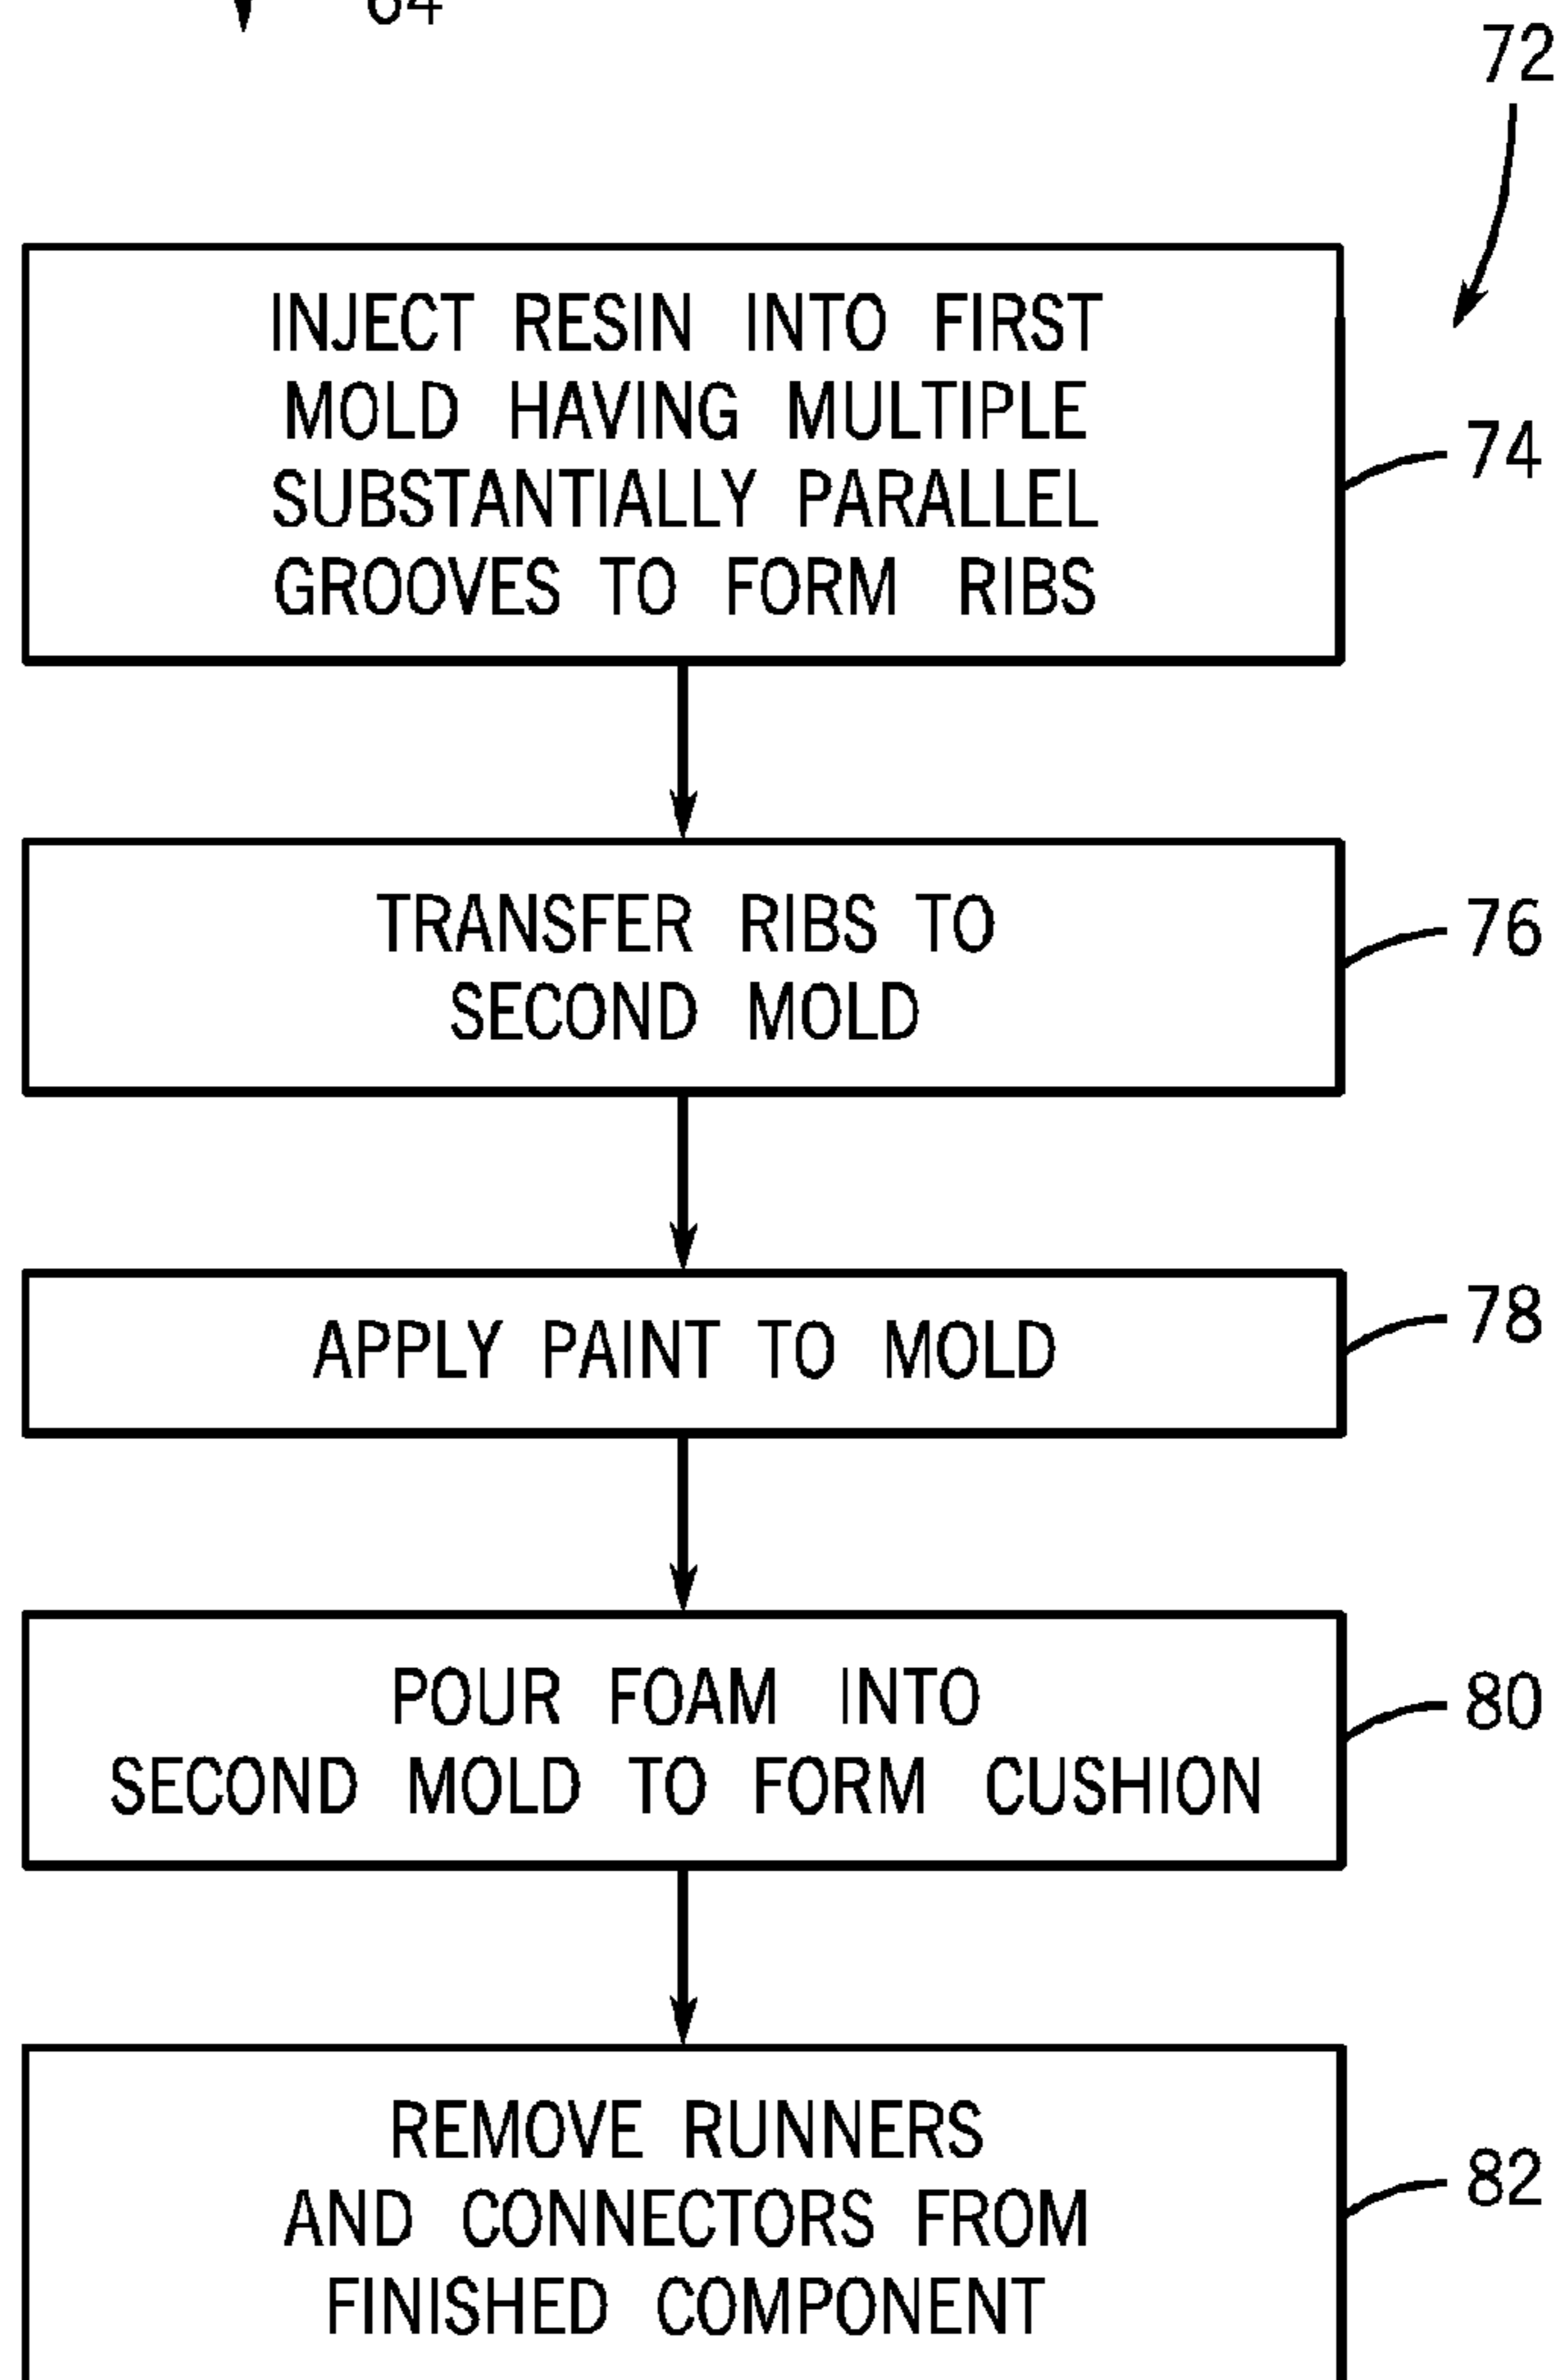 72
INJECT RESIN INTO FIRST
MOLD HAVING MULTIPLE
SUBSTANTIALLY PARALLEL
GROOVES TO FORM RIBS
74
TRANSFER RIBS TO
SECOND MOLD
76
APPLY PAINT TO MOLD
78
POUR FOAM INTO
SECOND MOLD TO FORM CUSHION
80
REMOVE RUNNERS
AND CONNECTORS FROM
FINISHED COMPONENT
82